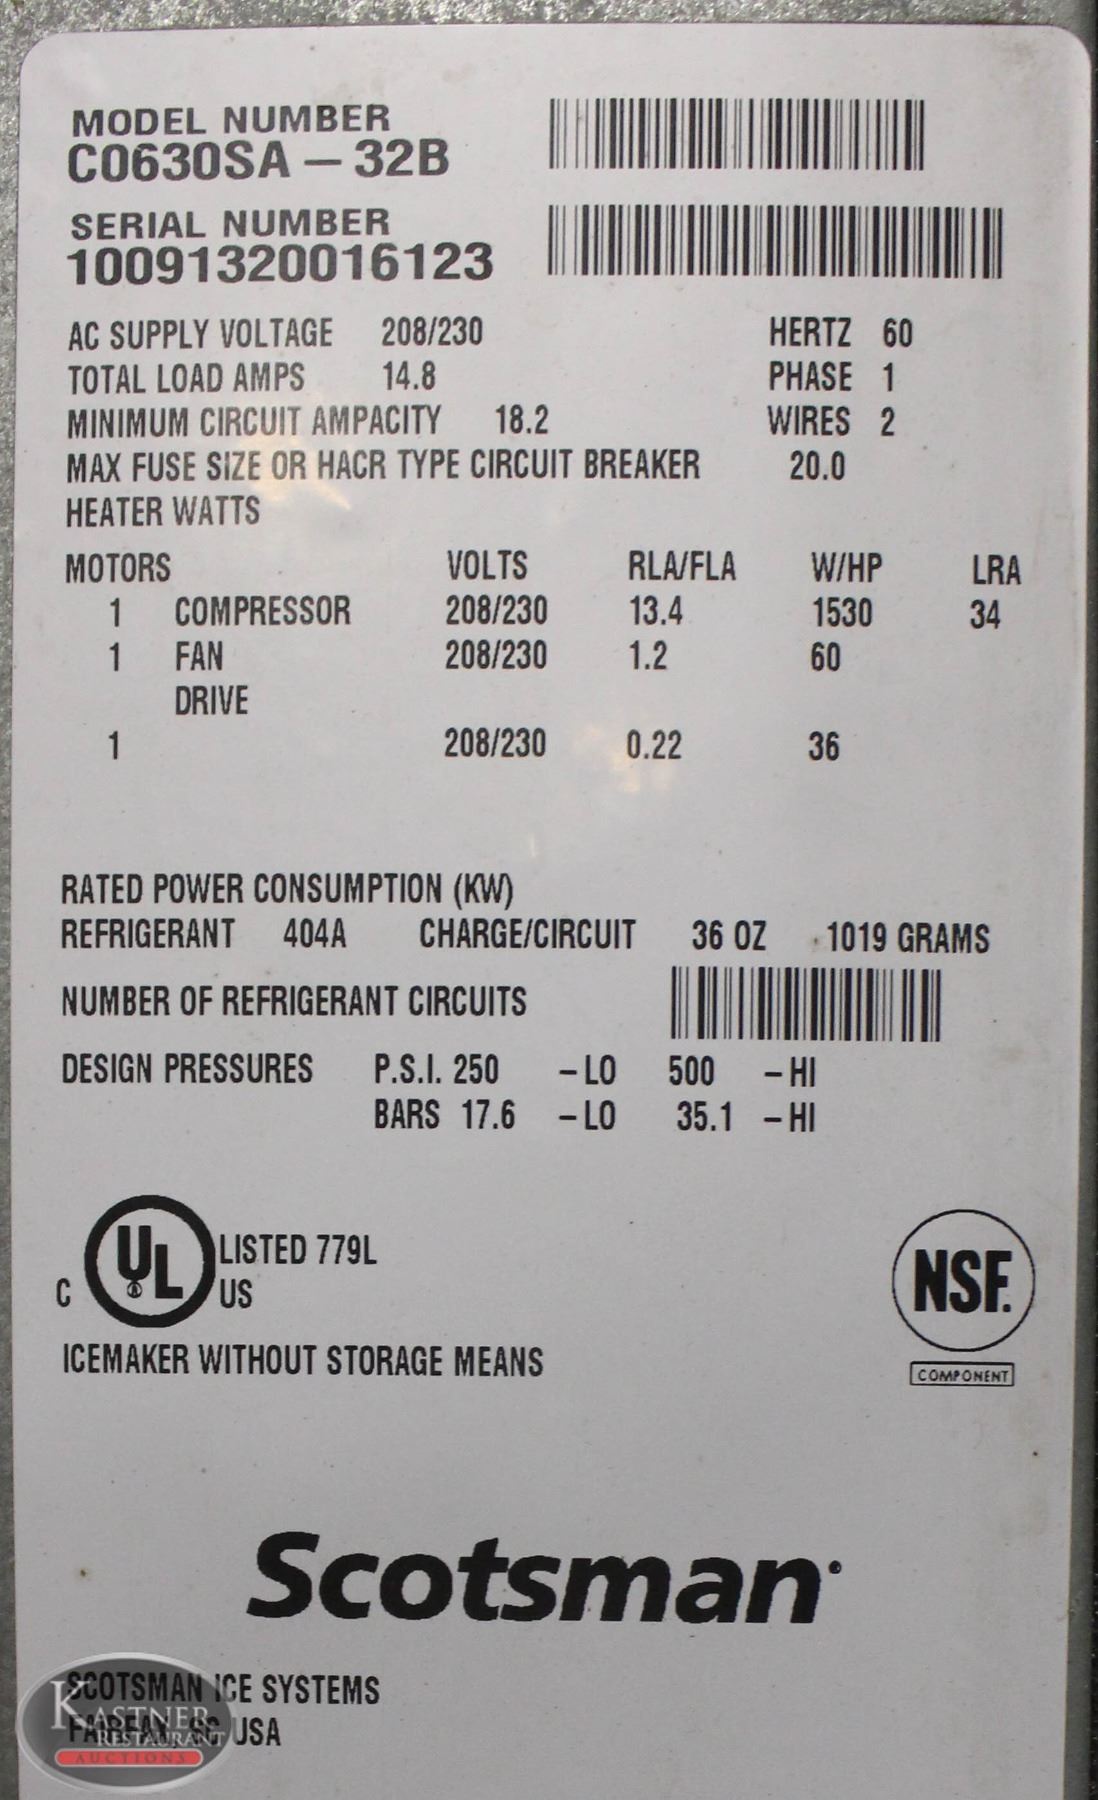 MODEL NUMBER
C0630SA – 32B
SERIAL NUMBER
10091320016123
AC SUPPLY VOLTAGE 208/230 HERTZ 60
TOTAL LOAD AMPS 14.8 PHASE 1
MINIMUM CIRCUIT AMPACITY 18.2 WIRES 2
MAX FUSE SIZE OR HACR TYPE CIRCUIT BREAKER 20.0
HEATER WATTS
MOTORS VOLTS RLA/FLA W/HP LRA
1 COMPRESSOR 208/230 13.4 1530 34
1 FAN 208/230 1.2 60
DRIVE
1 208/230 0.22 36
RATED POWER CONSUMPTION (KW)
REFRIGERANT 404A CHARGE/CIRCUIT 36 OZ 1019 GRAMS
NUMBER OF REFRIGERANT CIRCUITS
DESIGN PRESSURES P.S.I. 250 – LO 500 – HI
BARS 17.6 – LO 35.1 – HI
C UL LISTED 779L
US
NSF.
COMPONENT
ICEMAKER WITHOUT STORAGE MEANS
Scotsman
SCOTSMAN ICE SYSTEMS
FAIRFAX, SC USA
KASTNER
RESTAURANT
AUCTIONS